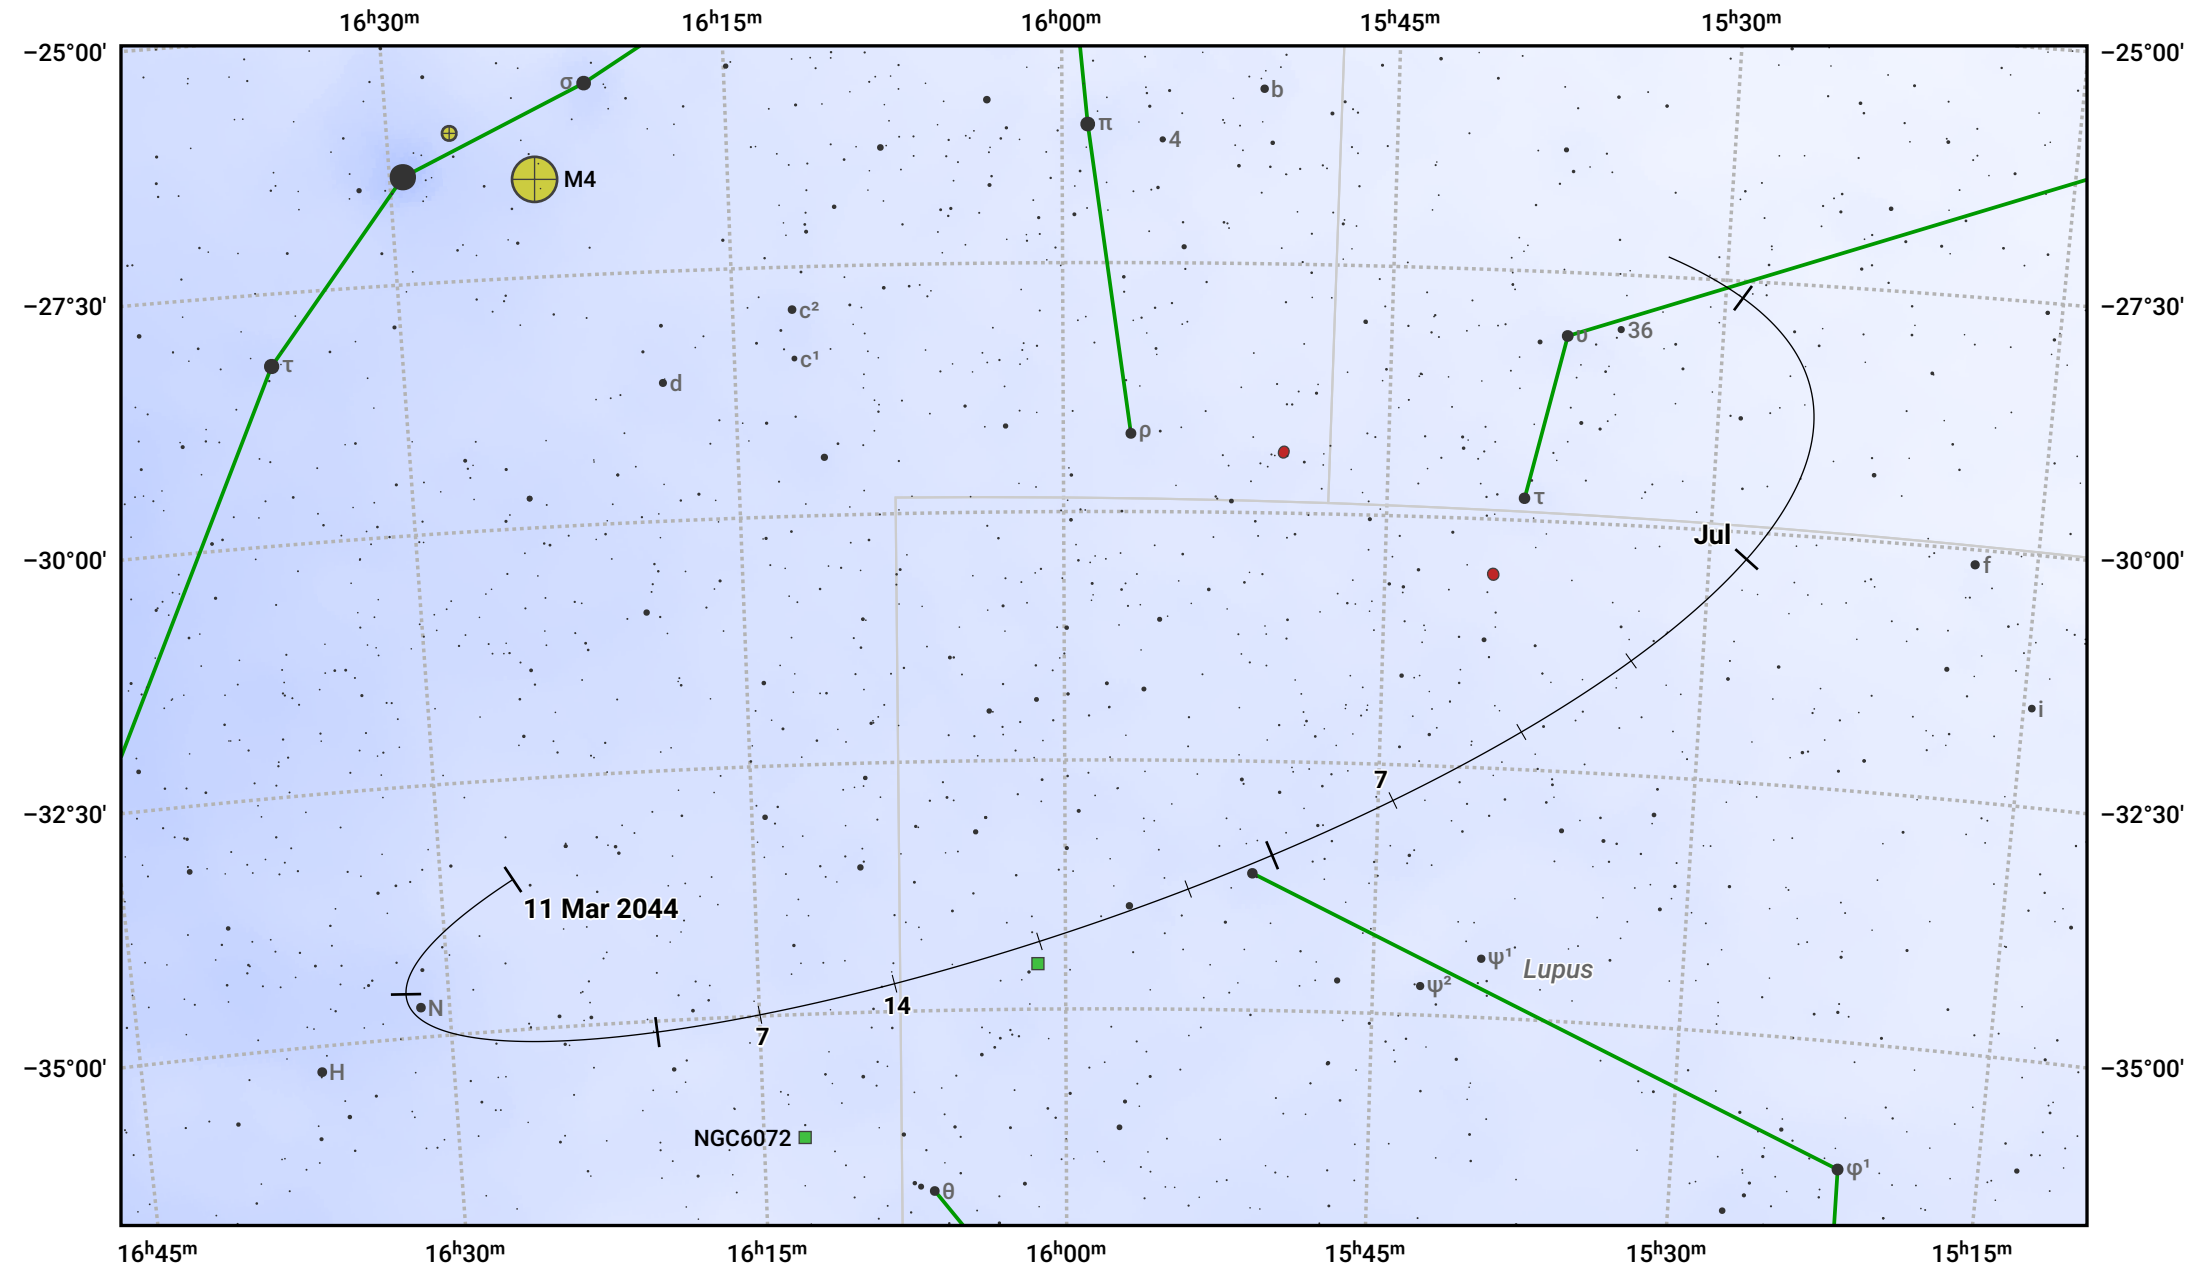 16ʰ30ᵐ 16ʰ15ᵐ 16ʰ00ᵐ 15ʰ45ᵐ 15ʰ30ᵐ
−25°00' −25°00'
σ
b
π
4
M4
−27°30' −27°30'
c²
υ
36
c¹
τ
d
ρ
τ
Jul
−30°00' −30°00'
f
i
7
−32°30' −32°30'
11 Mar 2044
ψ¹
Lupus
ψ²
N
14
7
−35°00' −35°00'
H
NGC6072
φ¹
θ
16ʰ45ᵐ 16ʰ30ᵐ 16ʰ15ᵐ 16ʰ00ᵐ 15ʰ45ᵐ 15ʰ30ᵐ 15ʰ15ᵐ